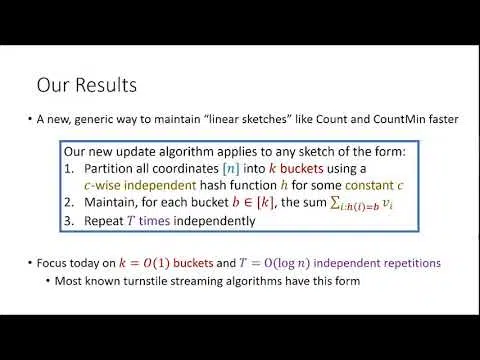 Our Results
• A new, generic way to maintain “linear sketches” like Count and CountMin faster
Our new update algorithm applies to any sketch of the form:
1. Partition all coordinates [n] into k buckets using a
c-wise independent hash function h for some constant c
2. Maintain, for each bucket b ∈ [k], the sum ∑_{i:h(i)=b} v_i
3. Repeat T times independently
• Focus today on k = O(1) buckets and T = O(log n) independent repetitions
• Most known turnstile streaming algorithms have this form